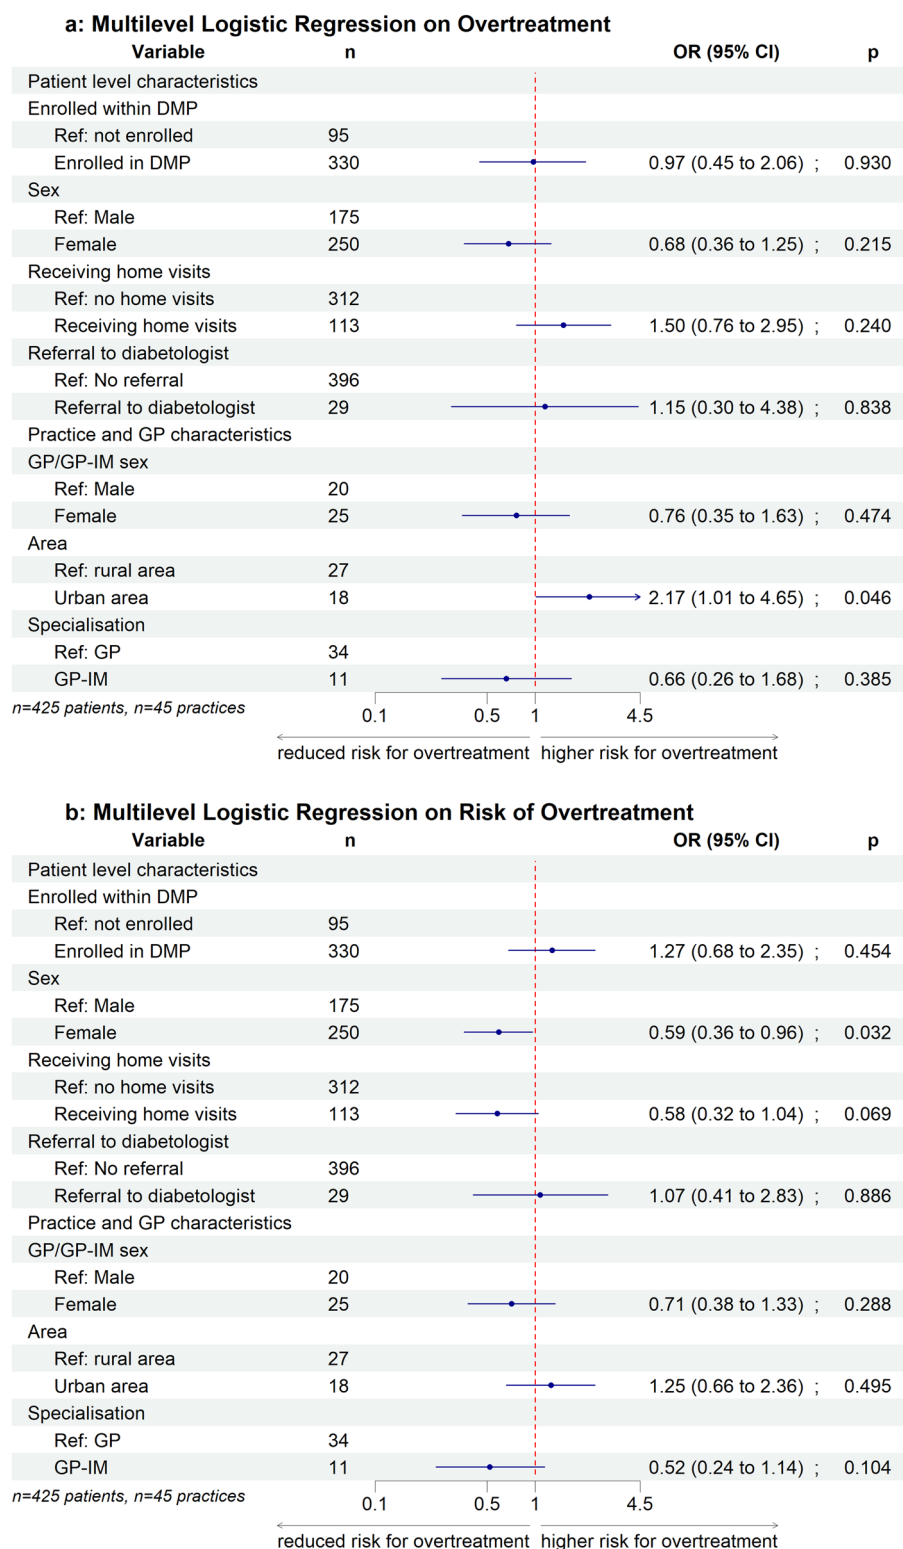 a: Multilevel Logistic Regression on Overtreatment
Variable n OR (95% CI) p
Patient level characteristics
Enrolled within DMP
Ref: not enrolled 95
Enrolled in DMP 330 0.97 (0.45 to 2.06) ; 0.930
Sex
Ref: Male 175
Female 250 0.68 (0.36 to 1.25) ; 0.215
Receiving home visits
Ref: no home visits 312
Receiving home visits 113 1.50 (0.76 to 2.95) ; 0.240
Referral to diabetologist
Ref: No referral 396
Referral to diabetologist 29 1.15 (0.30 to 4.38) ; 0.838
Practice and GP characteristics
GP/GP-IM sex
Ref: Male 20
Female 25 0.76 (0.35 to 1.63) ; 0.474
Area
Ref: rural area 27
Urban area 18 2.17 (1.01 to 4.65) ; 0.046
Specialisation
Ref: GP 34
GP-IM 11 0.66 (0.26 to 1.68) ; 0.385
n=425 patients, n=45 practices
0.1 0.5 1 4.5
reduced risk for overtreatment higher risk for overtreatment
b: Multilevel Logistic Regression on Risk of Overtreatment
Variable n OR (95% CI) p
Patient level characteristics
Enrolled within DMP
Ref: not enrolled 95
Enrolled in DMP 330 1.27 (0.68 to 2.35) ; 0.454
Sex
Ref: Male 175
Female 250 0.59 (0.36 to 0.96) ; 0.032
Receiving home visits
Ref: no home visits 312
Receiving home visits 113 0.58 (0.32 to 1.04) ; 0.069
Referral to diabetologist
Ref: No referral 396
Referral to diabetologist 29 1.07 (0.41 to 2.83) ; 0.886
Practice and GP characteristics
GP/GP-IM sex
Ref: Male 20
Female 25 0.71 (0.38 to 1.33) ; 0.288
Area
Ref: rural area 27
Urban area 18 1.25 (0.66 to 2.36) ; 0.495
Specialisation
Ref: GP 34
GP-IM 11 0.52 (0.24 to 1.14) ; 0.104
n=425 patients, n=45 practices
0.1 0.5 1 4.5
reduced risk for overtreatment higher risk for overtreatment